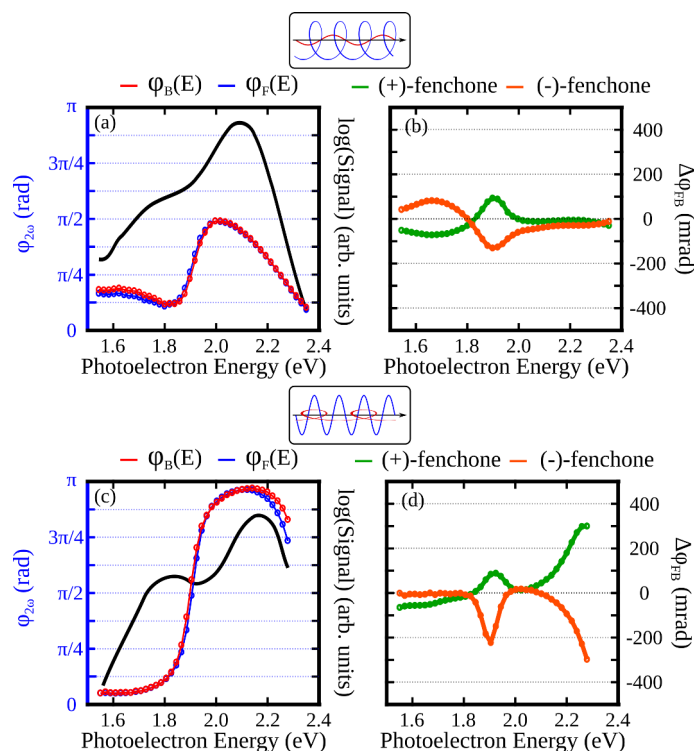 φB(E) φF(E) (+)-fenchone (-)-fenchone
(a)
φ2ω (rad)
π
3π/4
π/2
π/4
0
1.6 1.8 2.0 2.2 2.4
Photoelectron Energy (eV)
log(Signal) (arb. units)
(b)
400
200
0
-200
-400
ΔφFB (mrad)
1.6 1.8 2.0 2.2 2.4
Photoelectron Energy (eV)
φB(E) φF(E) (+)-fenchone (-)-fenchone
(c)
φ2ω (rad)
π
3π/4
π/2
π/4
0
1.6 1.8 2.0 2.2 2.4
Photoelectron Energy (eV)
log(Signal) (arb. units)
(d)
400
200
0
-200
-400
ΔφFB (mrad)
1.6 1.8 2.0 2.2 2.4
Photoelectron Energy (eV)